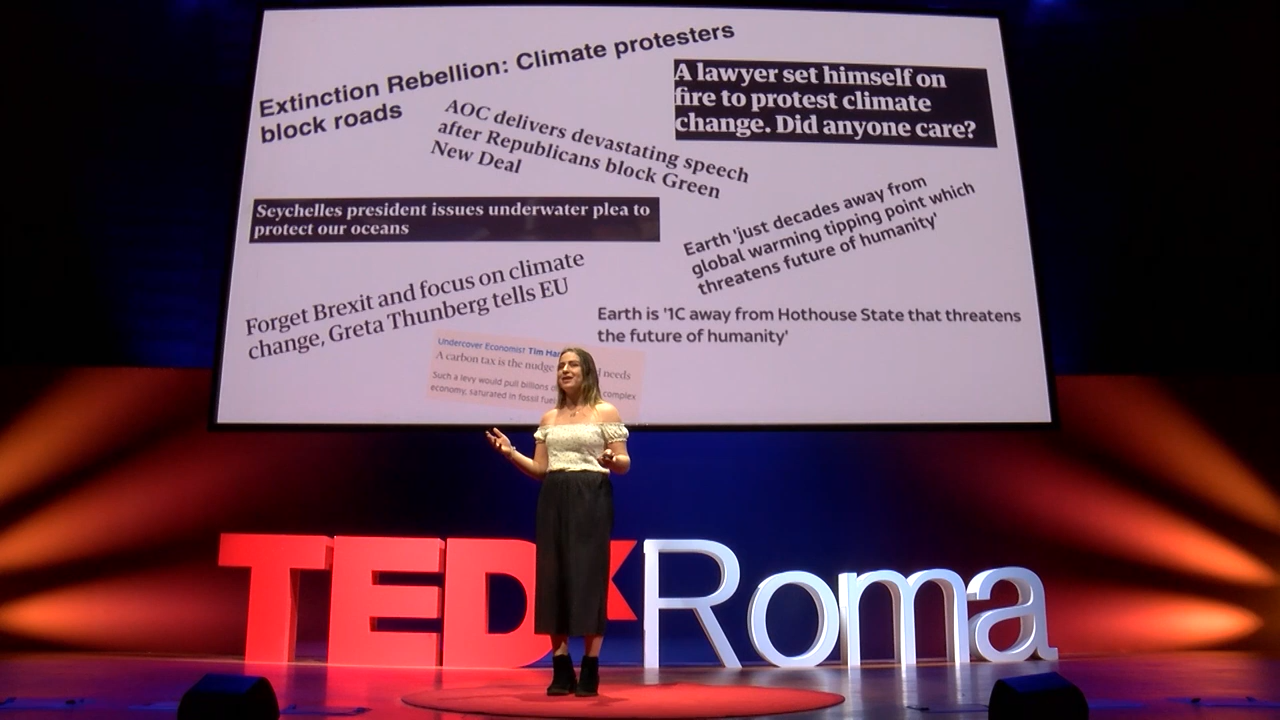 Extinction Rebellion: Climate protesters
block roads
A lawyer set himself on
fire to protest climate
change. Did anyone care?
AOC delivers devastating speech
after Republicans block Green
New Deal
Seychelles president issues underwater plea to
protect our oceans
Earth 'just decades away from
global warming tipping point which
threatens future of humanity'
Forget Brexit and focus on climate
change, Greta Thunberg tells EU
Earth is '1C away from Hothouse State that threatens
the future of humanity'
Undercover Economist Tim
A carbon tax is the nudge needs
Such a levy would pull billions complex
economy, saturated in fossil
TEDx Roma